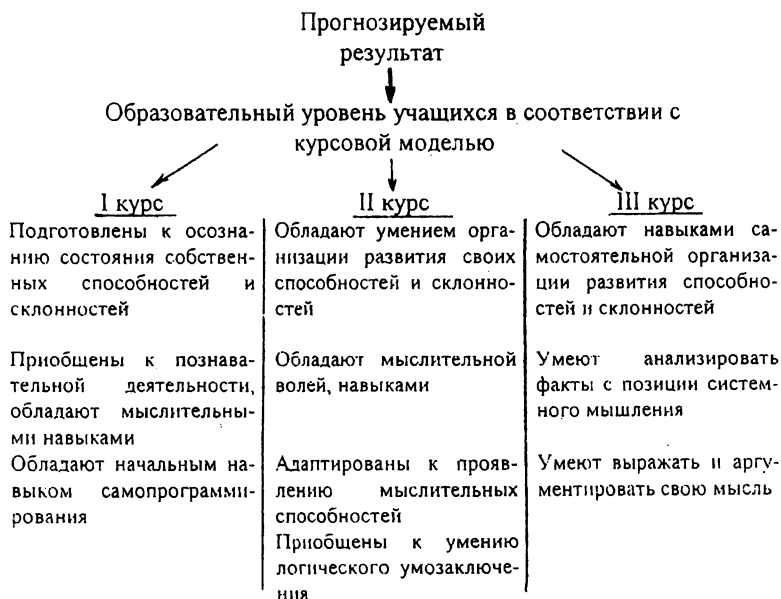 Прогнозируемый
результат
Образовательный уровень учащихся в соответствии с
курсовой моделью
I курс
Подготовлены к осозна-
нию состояния собствен-
ных способностей и
склонностей
Приобщены к познава-
тельной деятельности,
обладают мыслительны-
ми навыками
Обладают начальным на-
выком самопрограмми-
рования
II курс
Обладают умением орга-
низации развития своих
способностей и склонно-
стей
Обладают мыслительной
волей, навыками
Адаптированы к прояв-
лению мыслительных
способностей
Приобщены к умению
логического умозаключе-
ния
III курс
Обладают навыками са-
мостоятельной организа-
ции развития способно-
стей и склонностей
Умеют анализировать
факты с позиции систем-
ного мышления
Умеют выражать и аргу-
ментировать свою мысль